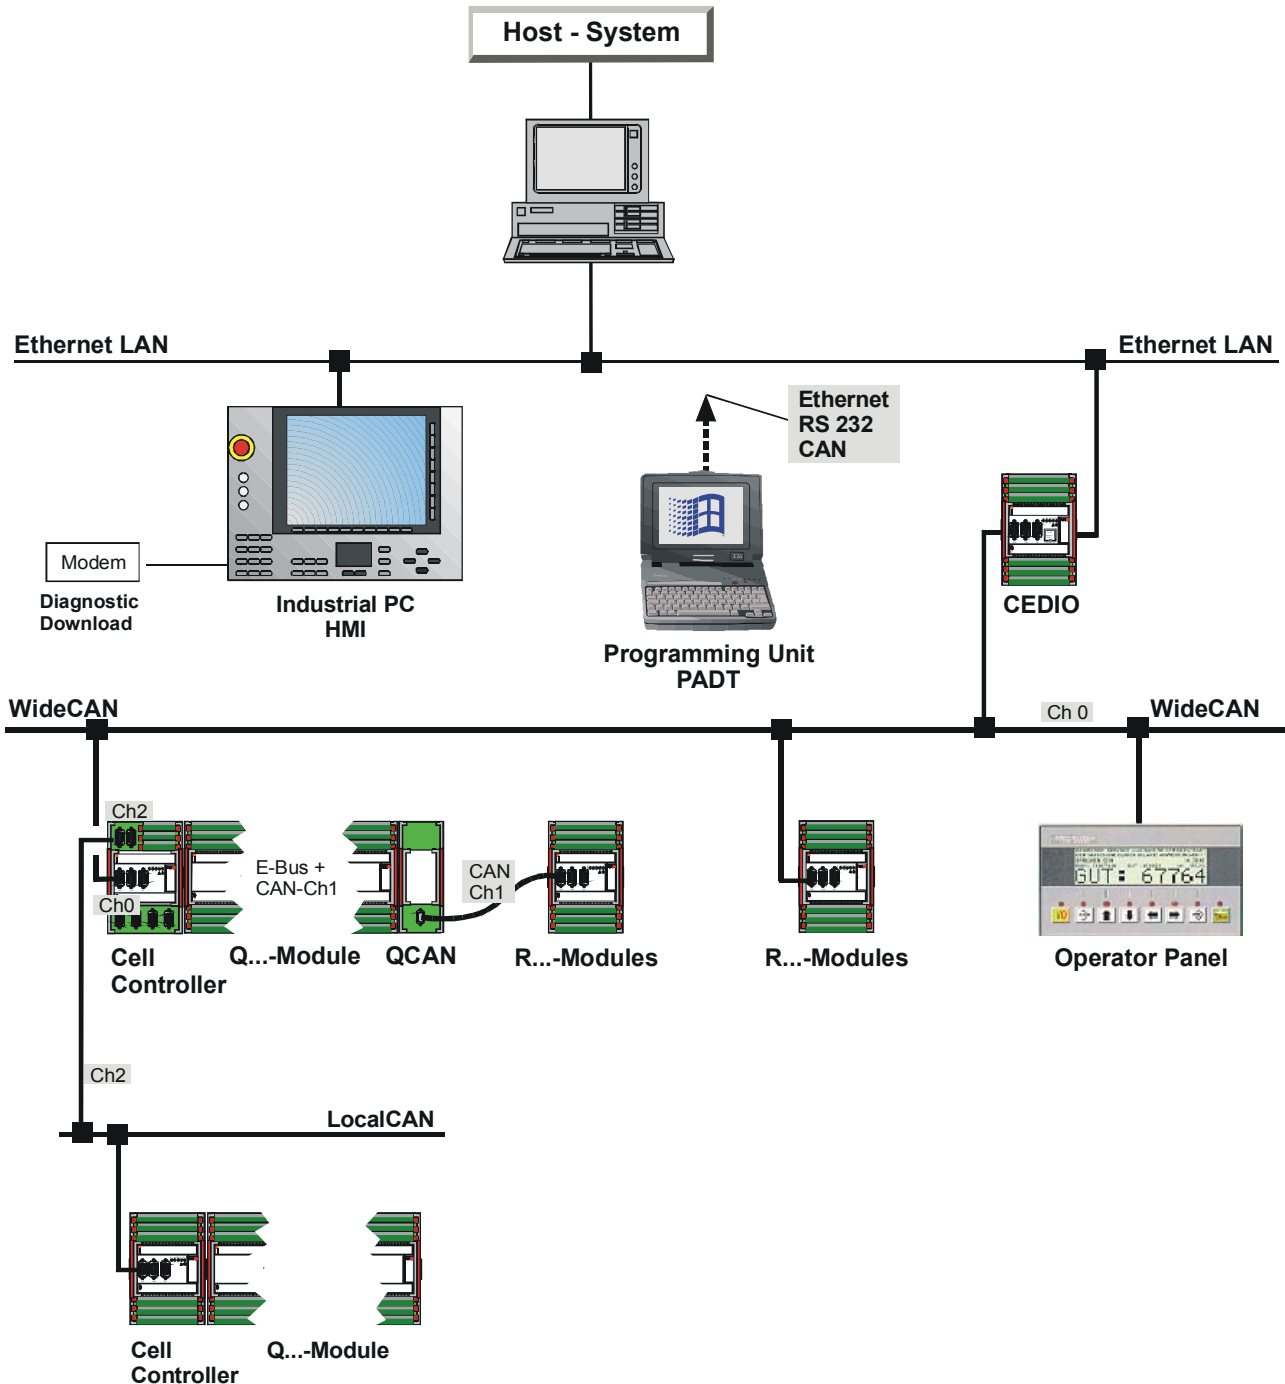 Host - System
Ethernet LAN
Ethernet LAN
Ethernet
RS 232
CAN
Modem
Diagnostic
Download
Industrial PC
HMI
Programming Unit
PADT
CEDIO
WideCAN
Ch 0
WideCAN
Ch2
E-Bus +
CAN-Ch1
CAN
Ch1
Ch0
GUT: 67764
Cell
Controller
Q...-Module
QCAN
R...-Modules
R...-Modules
Operator Panel
Ch2
LocalCAN
Cell
Controller
Q...-Module